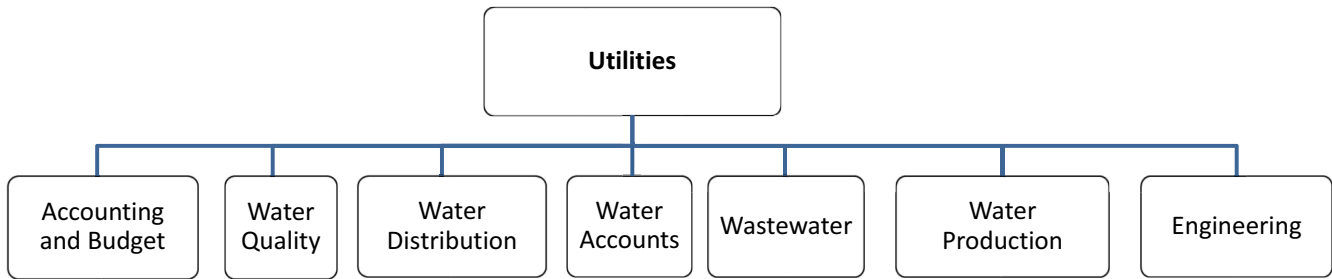 Utilities
Accounting
and Budget
Water
Quality
Water
Distribution
Water
Accounts
Wastewater
Water
Production
Engineering